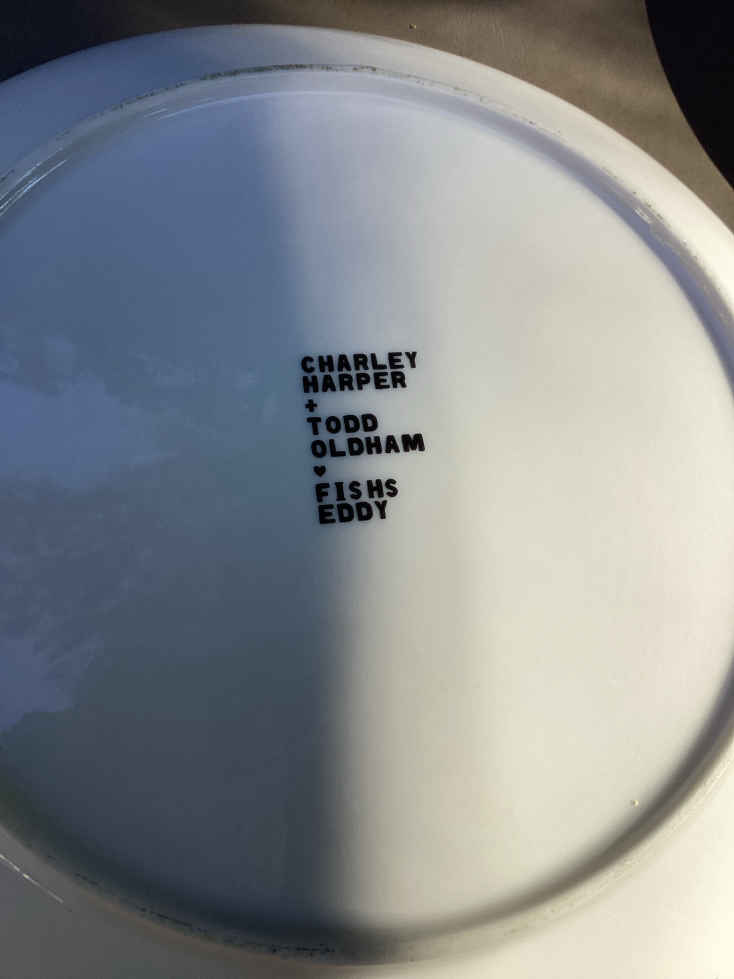 CHARLEY
HARPER
+
TODD
OLDHAM
♥
FISHS
EDDY